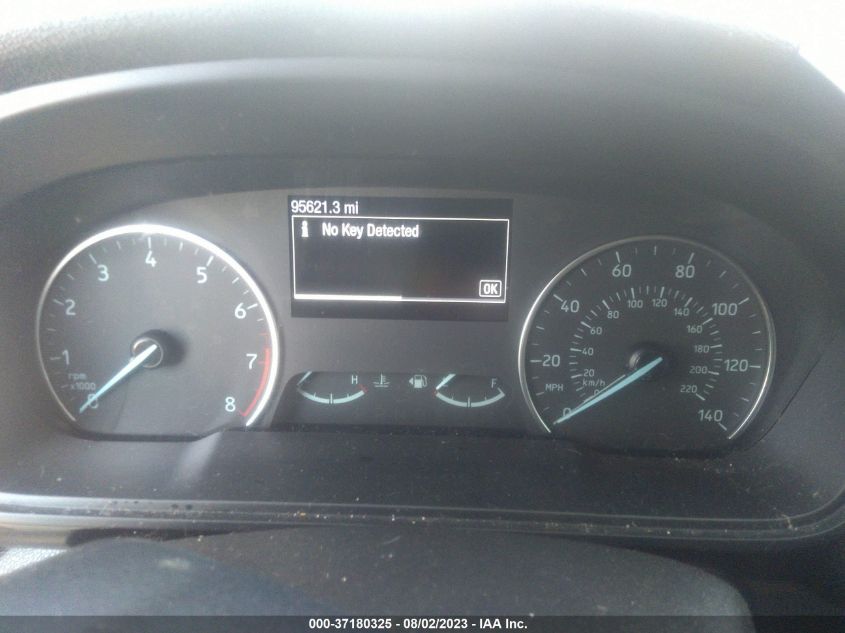 95621.3 mi
i No Key Detected
OK
0 1 2 3 4 5 6 7 8
rpm
x1000
H F
0 20 40 60 80 100 120 140
MPH
km/h
0 20 40 60 80 100 120 140 160 180 200 220
000-37180325 - 08/02/2023 - IAA Inc.